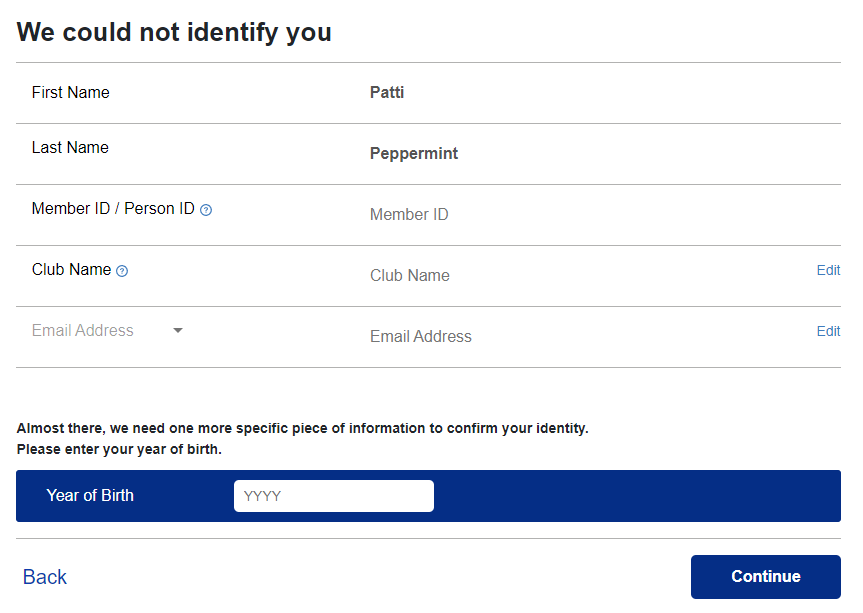 We could not identify you
First Name Patti
Last Name Peppermint
Member ID / Person ID ? Member ID
Club Name ? Club Name Edit
Email Address Email Address Edit
Almost there, we need one more specific piece of information to confirm your identity.
Please enter your year of birth.
Year of Birth YYYY
Back Continue